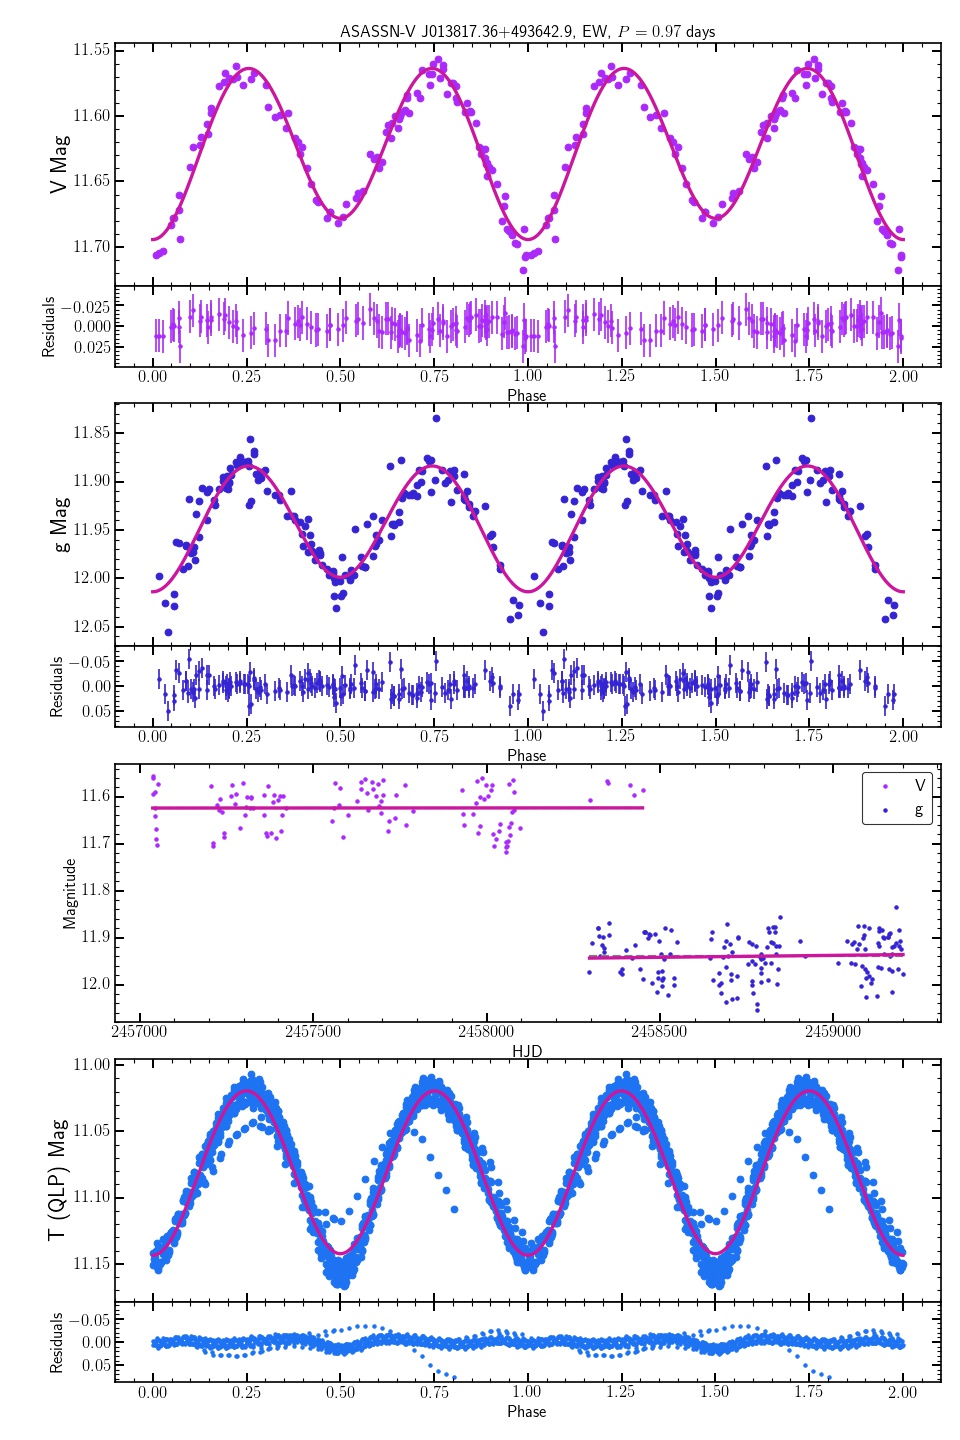 ASASSN-V J013817.36+493642.9, EW, P = 0.97 days
11.55
11.60
11.65
11.70
V Mag
−0.025
0.000
0.025
Residuals
0.00 0.25 0.50 0.75 1.00 1.25 1.50 1.75 2.00
Phase
11.85
11.90
11.95
12.00
12.05
g Mag
−0.05
0.00
0.05
Residuals
0.00 0.25 0.50 0.75 1.00 1.25 1.50 1.75 2.00
Phase
11.6
11.7
11.8
11.9
12.0
Magnitude
V
g
2457000 2457500 2458000 2458500 2459000
HJD
11.00
11.05
11.10
11.15
T (QLP) Mag
−0.05
0.00
0.05
Residuals
0.00 0.25 0.50 0.75 1.00 1.25 1.50 1.75 2.00
Phase